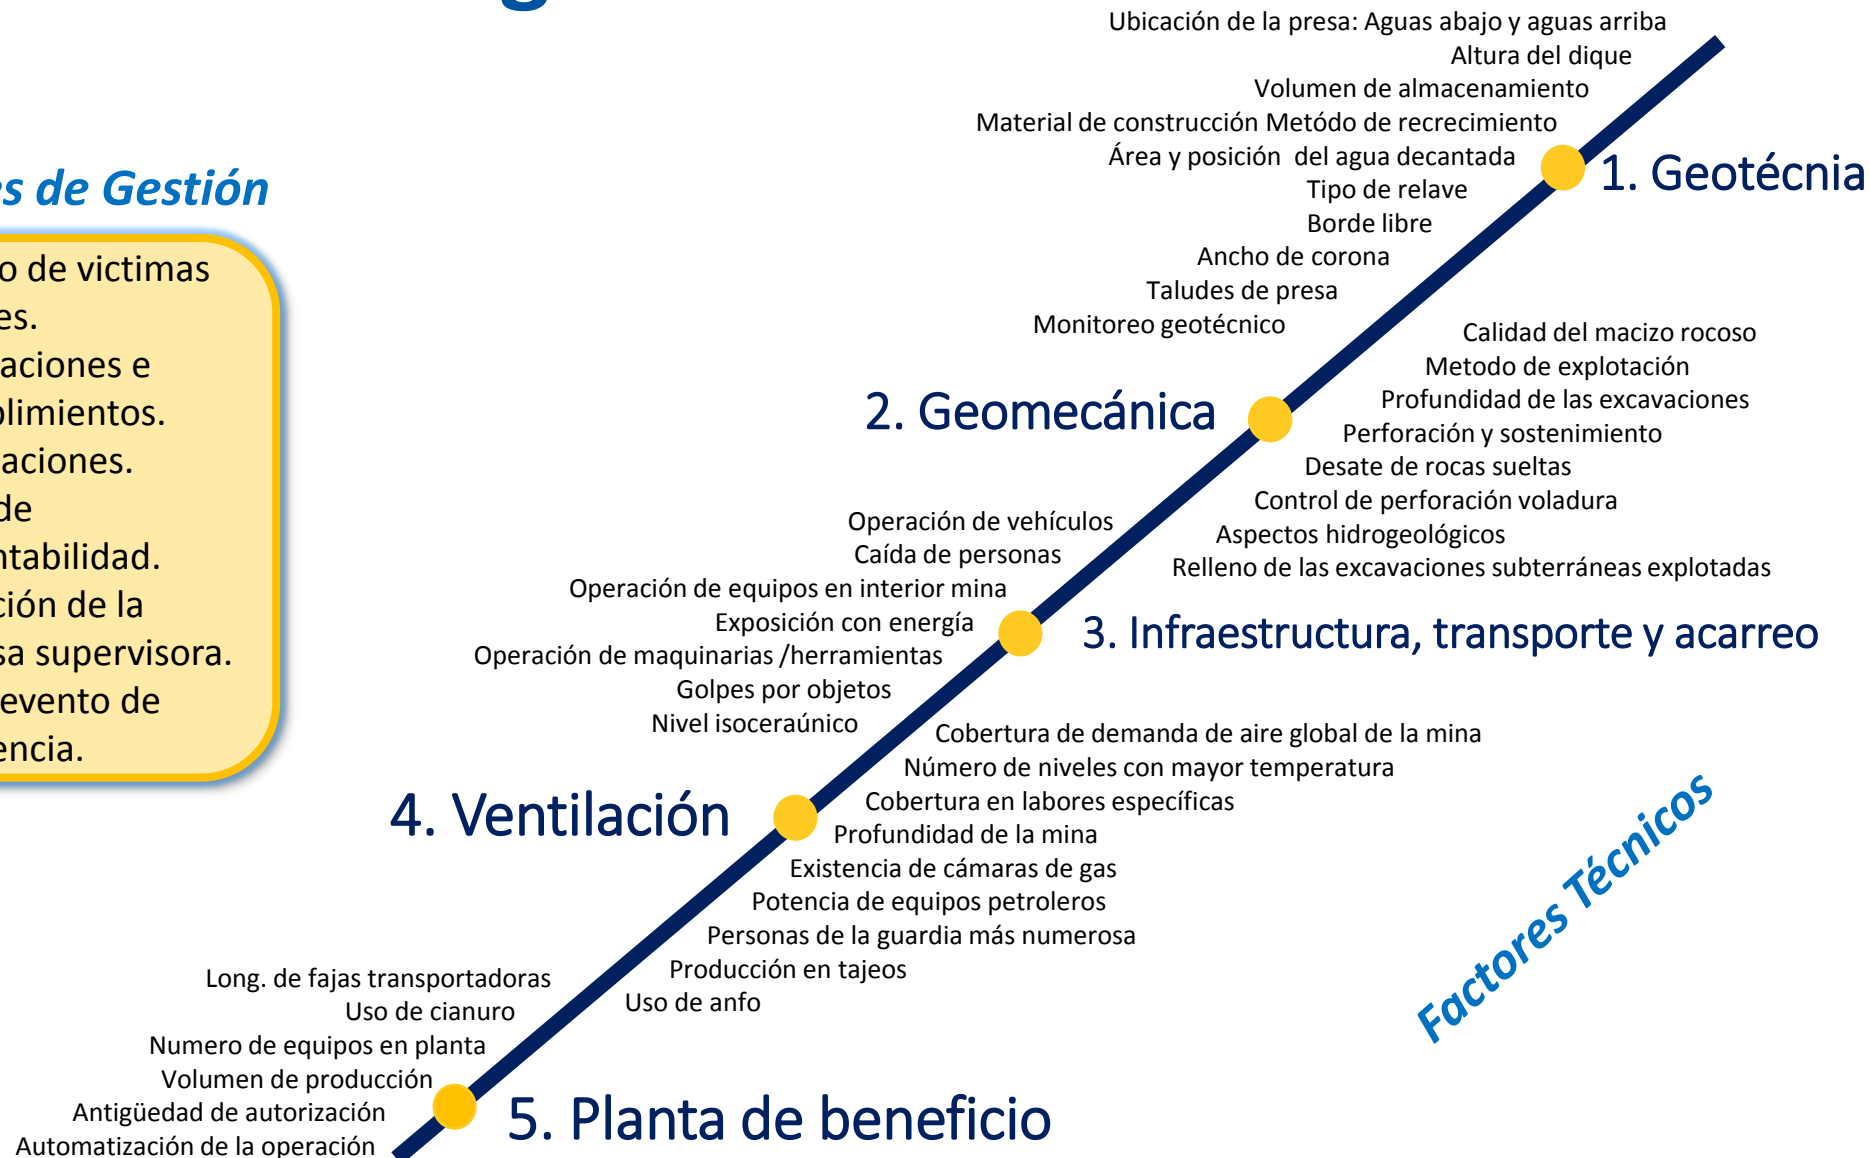 g
Ubicación de la presa: Aguas abajo y aguas arriba
Altura del dique
Volumen de almacenamiento
Material de construcción Metódo de recrecimiento
Área y posición del agua decantada
Tipo de relave
Borde libre
Ancho de corona
Taludes de presa
Monitoreo geotécnico
1. Geotécnia
es de Gestión
o de victimas
es.
aciones e
plimientos.
aciones.
de
ntabilidad.
ción de la
sa supervisora.
evento de
encia.
2. Geomecánica
Calidad del macizo rocoso
Metodo de explotación
Profundidad de las excavaciones
Perforación y sostenimiento
Desate de rocas sueltas
Control de perforación voladura
Aspectos hidrogeológicos
Relleno de las excavaciones subterráneas explotadas
Operación de vehículos
Caída de personas
Operación de equipos en interior mina
Exposición con energía
Operación de maquinarias /herramientas
Golpes por objetos
Nivel isoceraúnico
3. Infraestructura, transporte y acarreo
4. Ventilación
Cobertura de demanda de aire global de la mina
Número de niveles con mayor temperatura
Cobertura en labores específicas
Profundidad de la mina
Existencia de cámaras de gas
Potencia de equipos petroleros
Personas de la guardia más numerosa
Producción en tajeos
Uso de anfo
Factores Técnicos
Long. de fajas transportadoras
Uso de cianuro
Numero de equipos en planta
Volumen de producción
Antigüedad de autorización
Automatización de la operación
5. Planta de beneficio